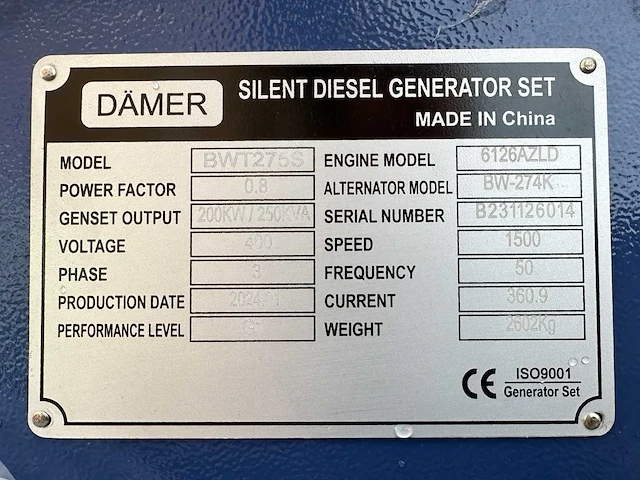 DÄMER
SILENT DIESEL GENERATOR SET
MADE IN China
MODEL BWT275S ENGINE MODEL 6126AZLD
POWER FACTOR 0.8 ALTERNATOR MODEL BW-274K
GENSET OUTPUT 200KW / 250KVA SERIAL NUMBER B231126014
VOLTAGE 400 SPEED 1500
PHASE 3 FREQUENCY 50
PRODUCTION DATE 2024.01 CURRENT 360.9
PERFORMANCE LEVEL WEIGHT 2602Kg
CE ISO9001
Generator Set